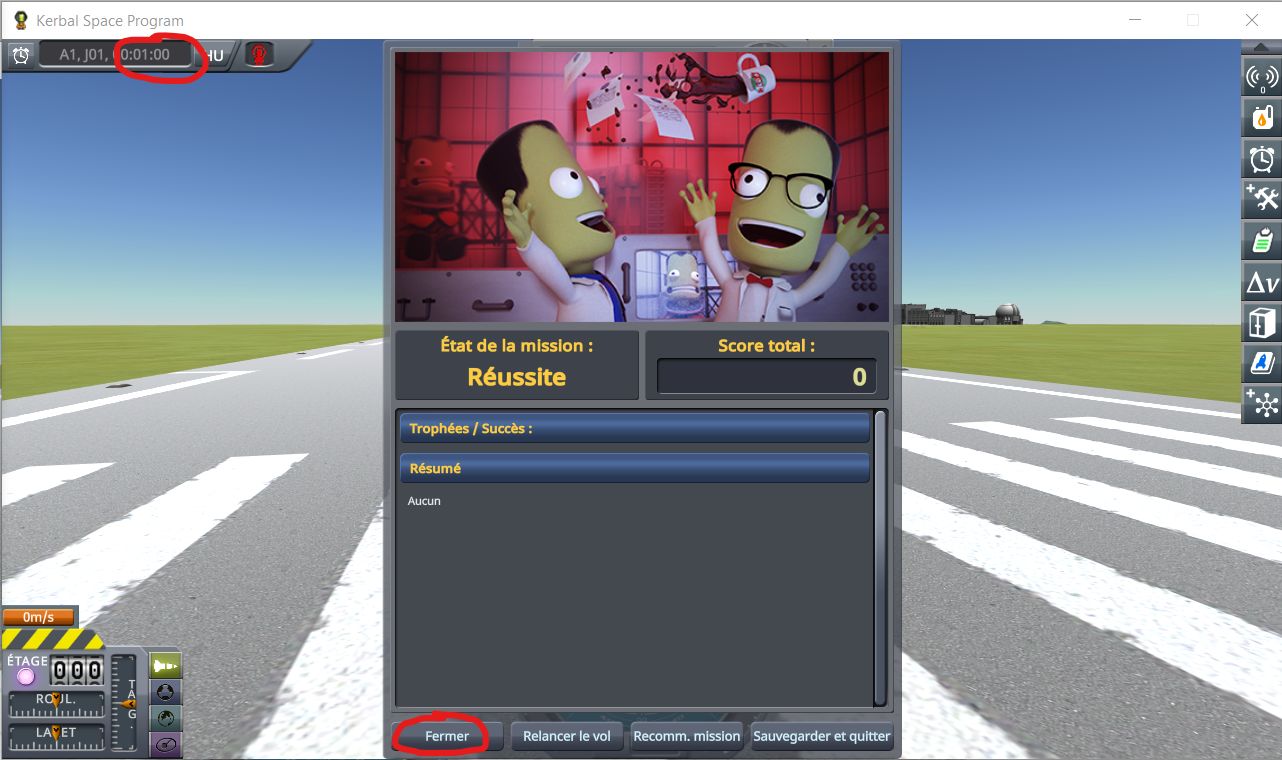 Kerbal Space Program
A1, J01, 0:01:00
HU
0
État de la mission :
Réussite
Score total :
0
Trophées / Succès :
Résumé
Aucun
Δv
0m/s
ÉTAGE
000
ROUL.
LACET
TANG.
Fermer
Relancer le vol
Recomm. mission
Sauvegarder et quitter